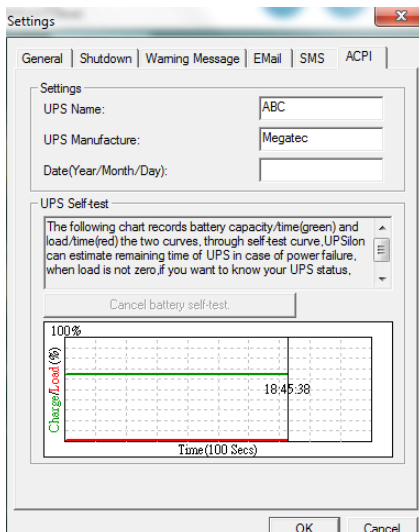 Settings
General Shutdown Warning Message EMail SMS ACPI
Settings
UPS Name: ABC
UPS Manufacture: Megatec
Date(Year/Month/Day):
UPS Self-test
The following chart records battery capacity/time(green) and
load/time(red) the two curves, through self-test curve,UPSilon
can estimate remaining time of UPS in case of power failure,
when load is not zero,if you want to know your UPS status,
Cancel battery self-test.
100%
Charge/Load(%)
18:45:38
Time(100 Secs)
OK Cancel